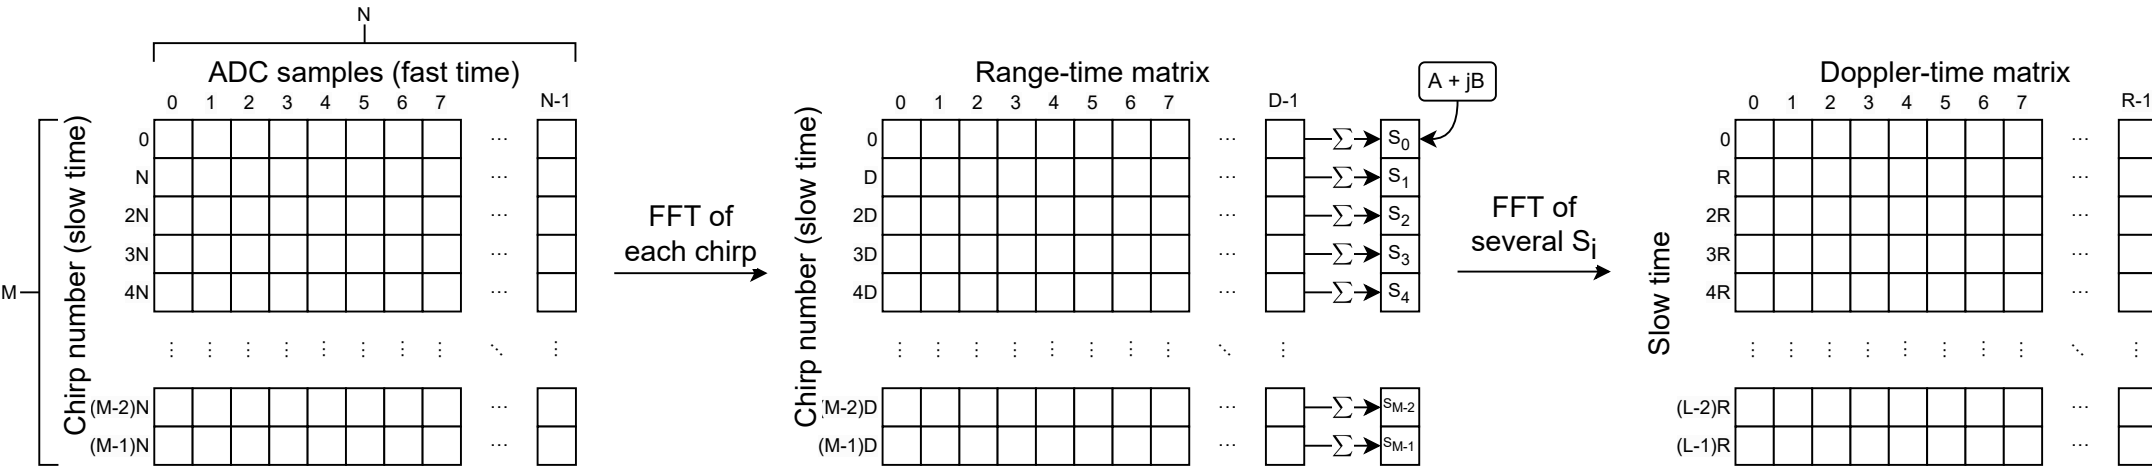 N
ADC samples (fast time)
0 1 2 3 4 5 6 7 N-1
M
Chirp number (slow time)
0 ...
N ...
2N ...
3N ...
4N ...
(M-2)N ...
(M-1)N ...
FFT of
each chirp
Range-time matrix
0 1 2 3 4 5 6 7 D-1
A + jB
Chirp number (slow time)
0 ... Σ S0
D ... Σ S1
2D ... Σ S2
3D ... Σ S3
4D ... Σ S4
(M-2)D ... Σ SM-2
(M-1)D ... Σ SM-1
FFT of
several Si
Doppler-time matrix
0 1 2 3 4 5 6 7 R-1
Slow time
0 ...
R ...
2R ...
3R ...
4R ...
(L-2)R ...
(L-1)R ...